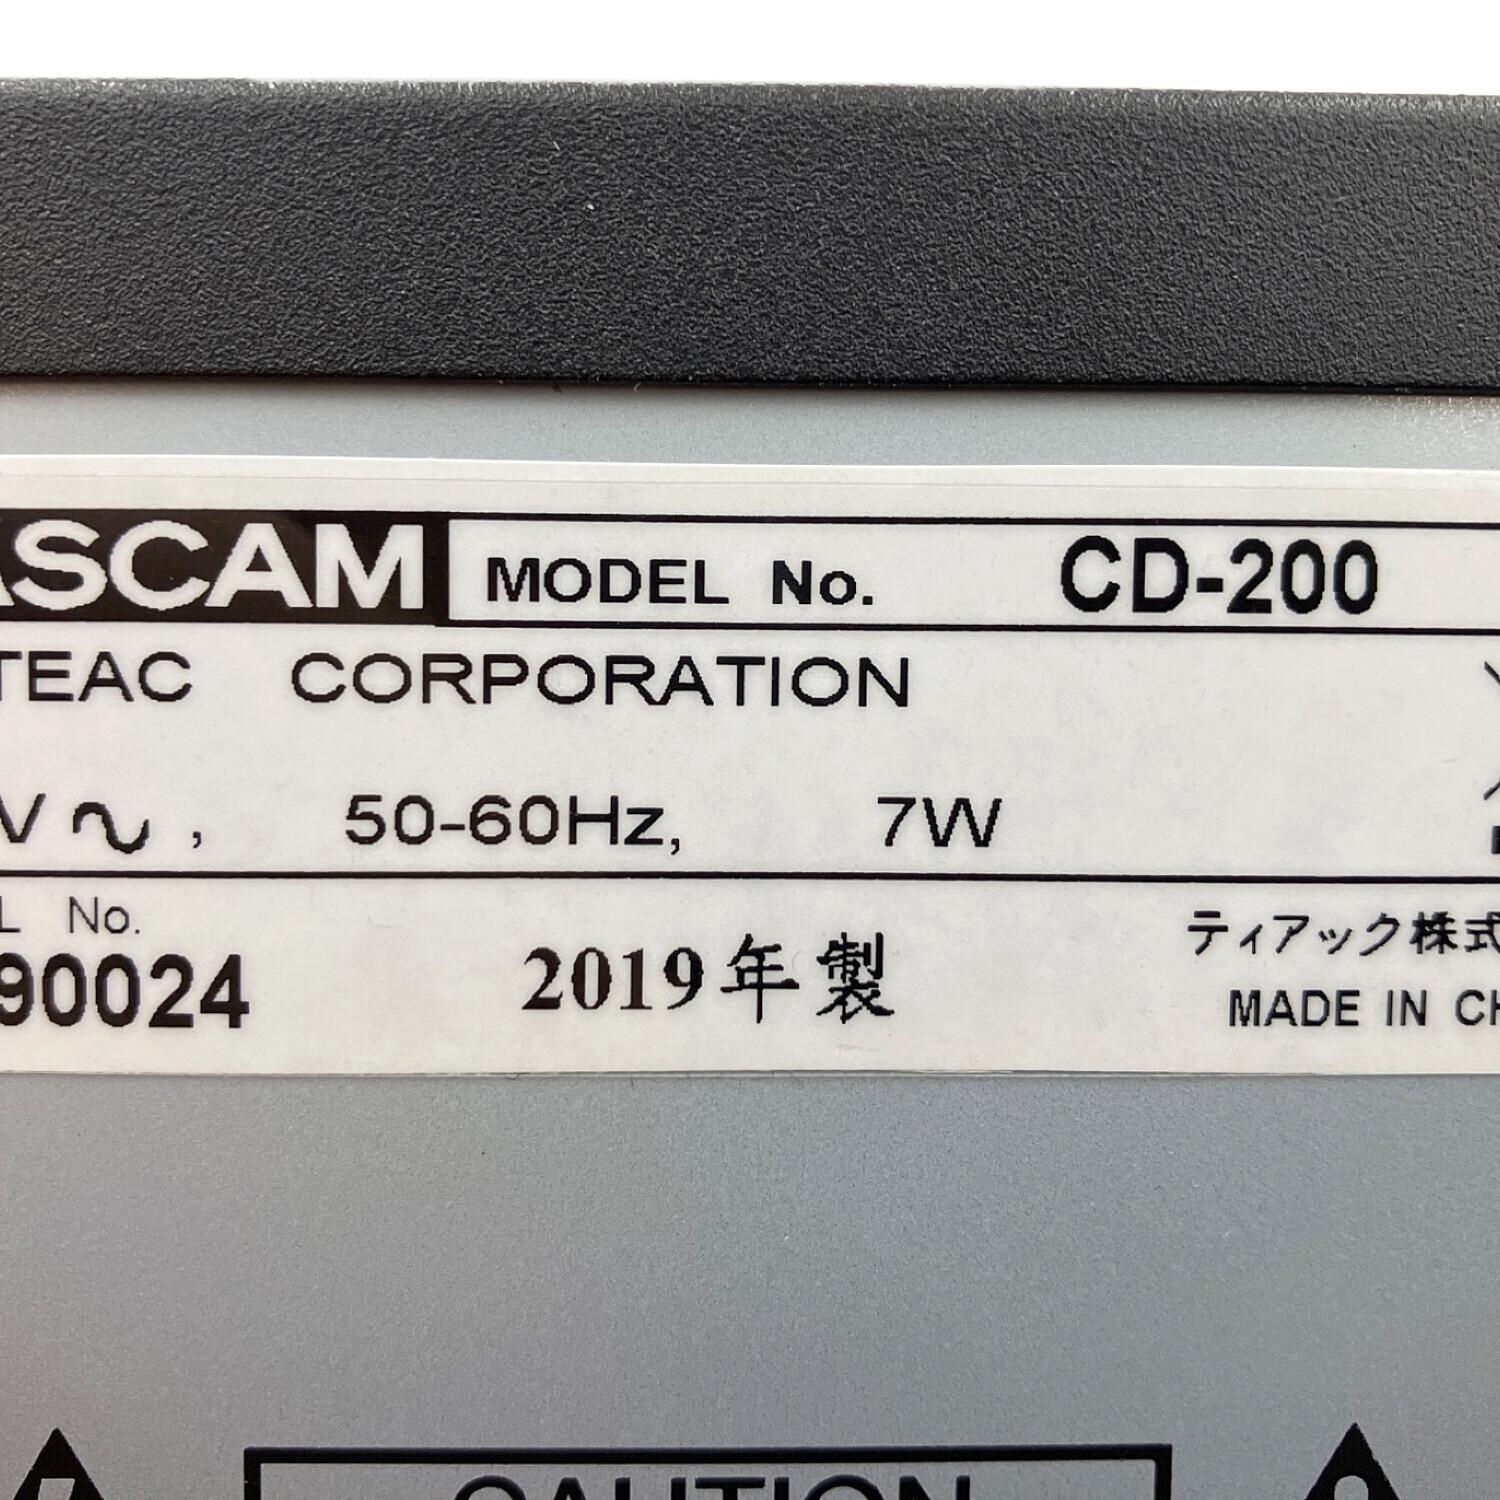 ASCAM MODEL No. CD-200
TEAC CORPORATION
V～, 50-60Hz, 7W
L No.
90024 2019年製
ティアック株式
MADE IN CH
CAUTION